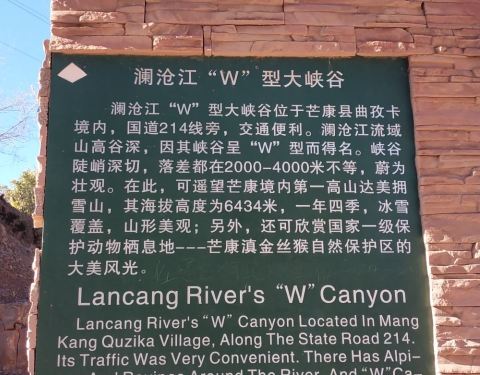 澜沧江“W”型大峡谷
澜沧江“W”型大峡谷位于芒康县曲孜卡
境内，国道214线旁，交通便利。澜沧江流域
山高谷深，因其峡谷呈“W”型而得名。峡谷
陡峭深切，落差都在2000-4000米不等，蔚为
壮观。在此，可遥望芒康境内第一高山达美拥
雪山，其海拔高度为6434米，一年四季，冰雪
覆盖，山形美观；另外，还可欣赏国家一级保
护动物栖息地---芒康滇金丝猴自然保护区的
大美风光。
Lancang River's “W” Canyon
Lancang River's “W” Canyon Located In Mang
Kang Quzika Village, Along The State Road 214.
Its Traffic Was Very Convenient. There Has Alpi-
And Ravines Around The River, And “W”Ca-